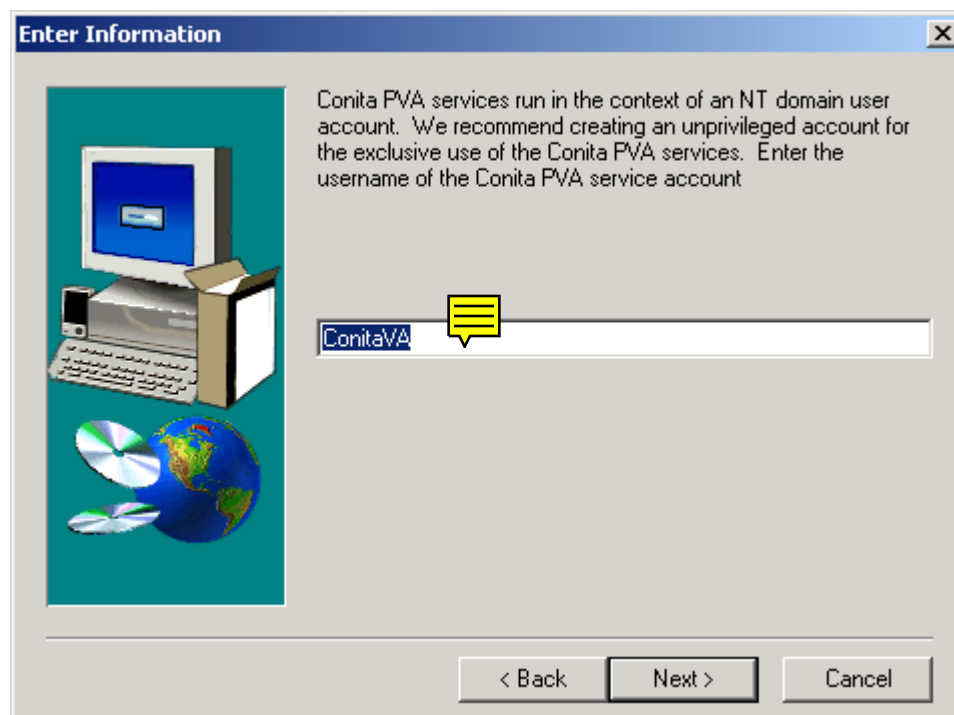 Enter Information
Conita PVA services run in the context of an NT domain user
account. We recommend creating an unprivileged account for
the exclusive use of the Conita PVA services. Enter the
username of the Conita PVA service account
ConitaVA
< Back
Next >
Cancel